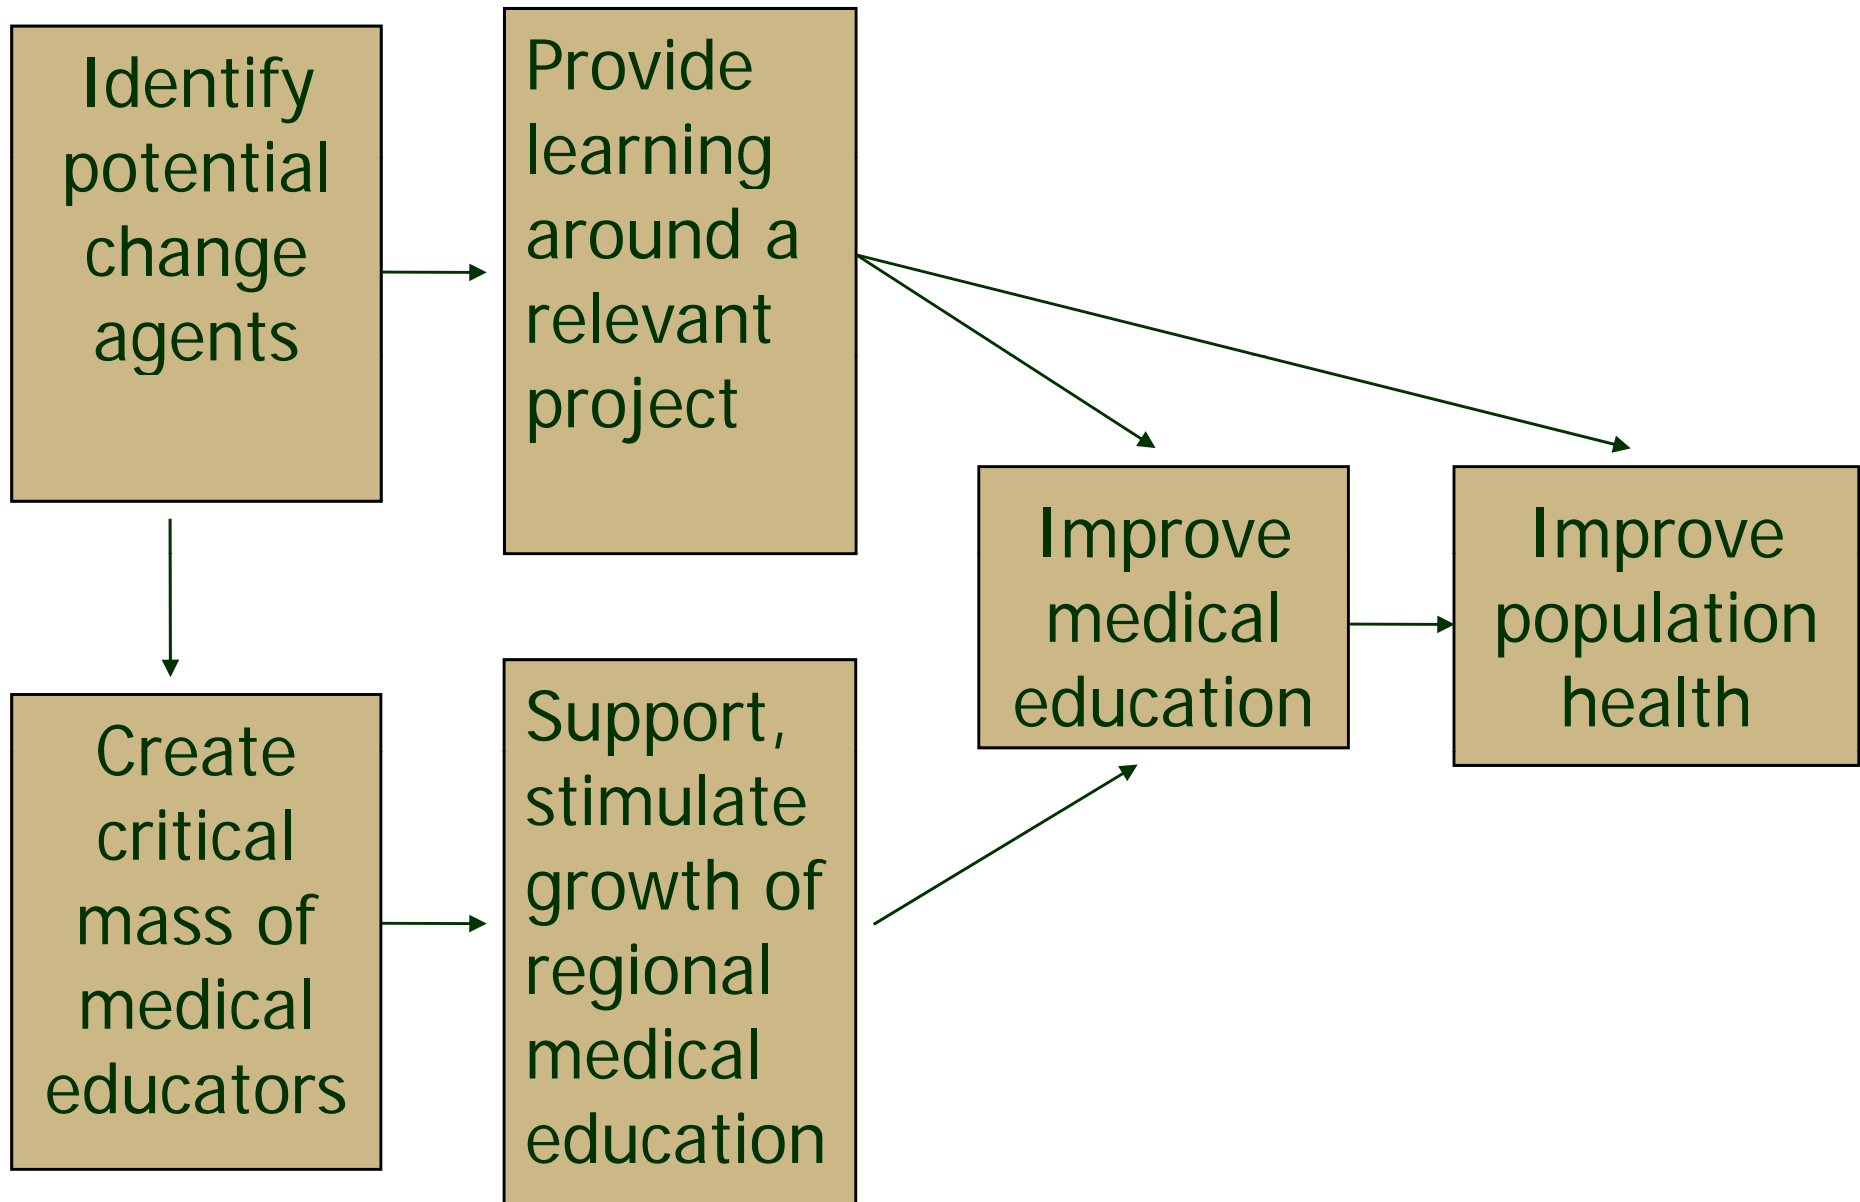 Identify
potential
change
agents
Provide
learning
around a
relevant
project
Improve
medical
education
Improve
population
health
Create
critical
mass of
medical
educators
Support,
stimulate
growth of
regional
medical
education